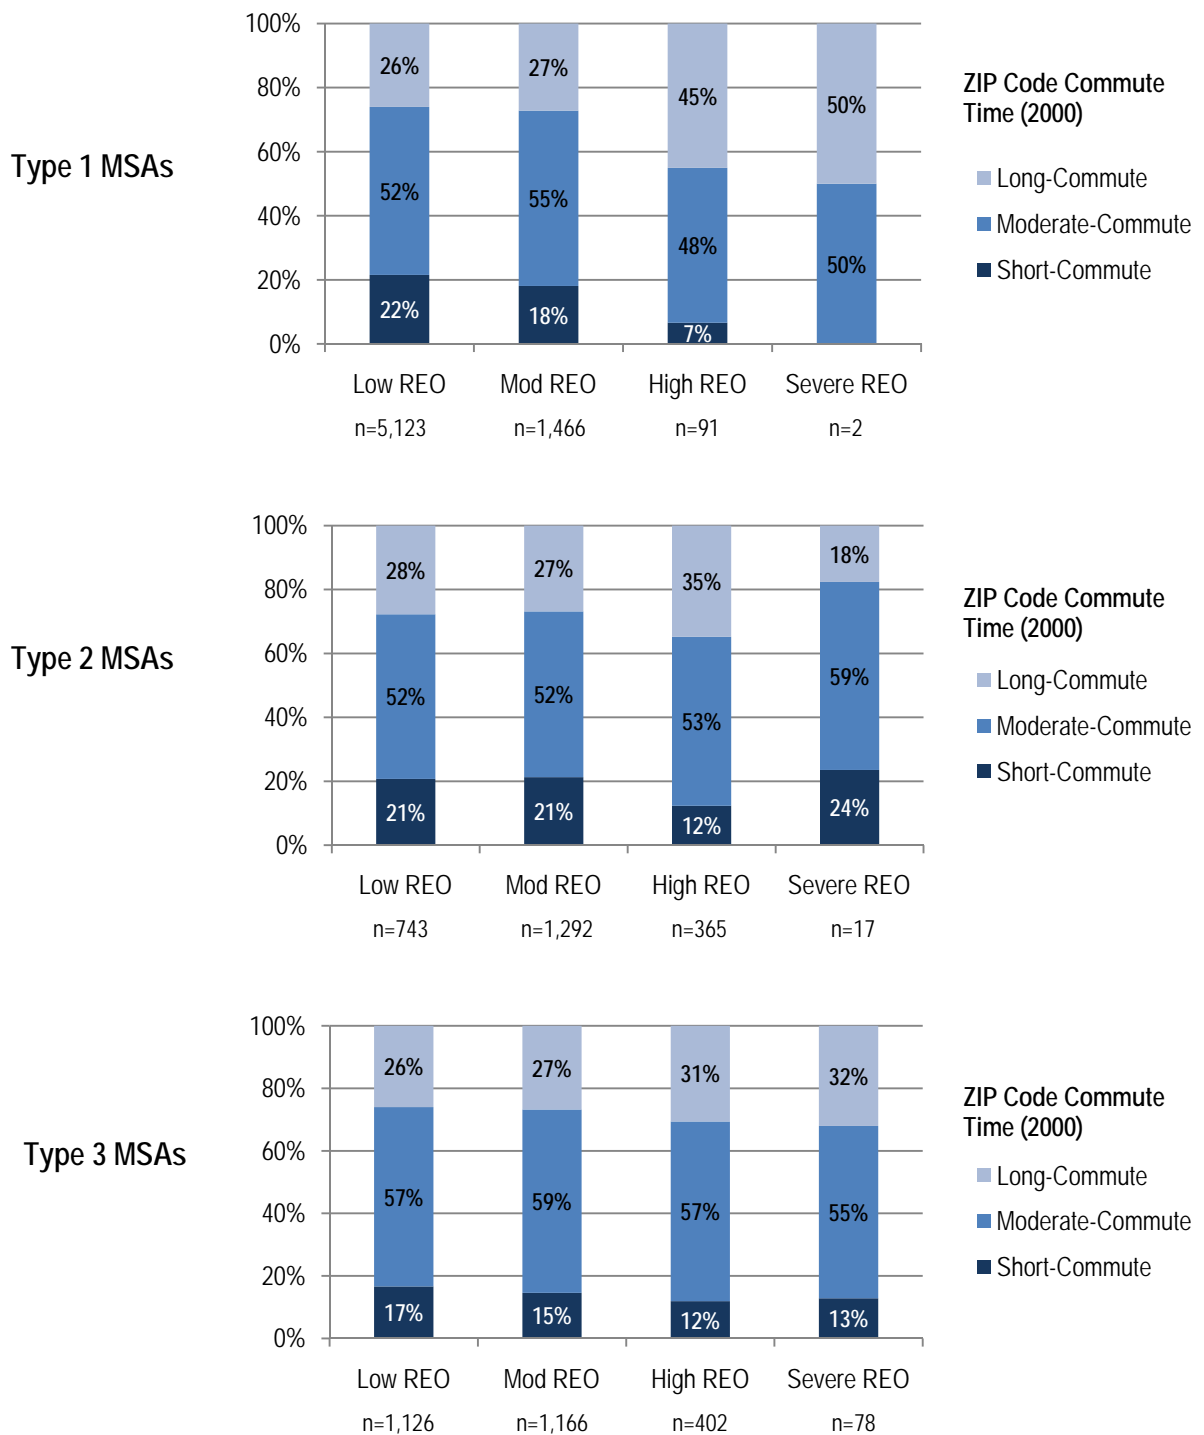 Type 1 MSAs
100%
80%
60%
40%
20%
0%
26%
27%
45%
50%
52%
55%
48%
50%
22%
18%
7%
Low REO
Mod REO
High REO
Severe REO
n=5,123
n=1,466
n=91
n=2
ZIP Code Commute
Time (2000)
Long-Commute
Moderate-Commute
Short-Commute
Type 2 MSAs
100%
80%
60%
40%
20%
0%
28%
27%
35%
18%
52%
52%
53%
59%
21%
21%
12%
24%
Low REO
Mod REO
High REO
Severe REO
n=743
n=1,292
n=365
n=17
ZIP Code Commute
Time (2000)
Long-Commute
Moderate-Commute
Short-Commute
Type 3 MSAs
100%
80%
60%
40%
20%
0%
26%
27%
31%
32%
57%
59%
57%
55%
17%
15%
12%
13%
Low REO
Mod REO
High REO
Severe REO
n=1,126
n=1,166
n=402
n=78
ZIP Code Commute
Time (2000)
Long-Commute
Moderate-Commute
Short-Commute